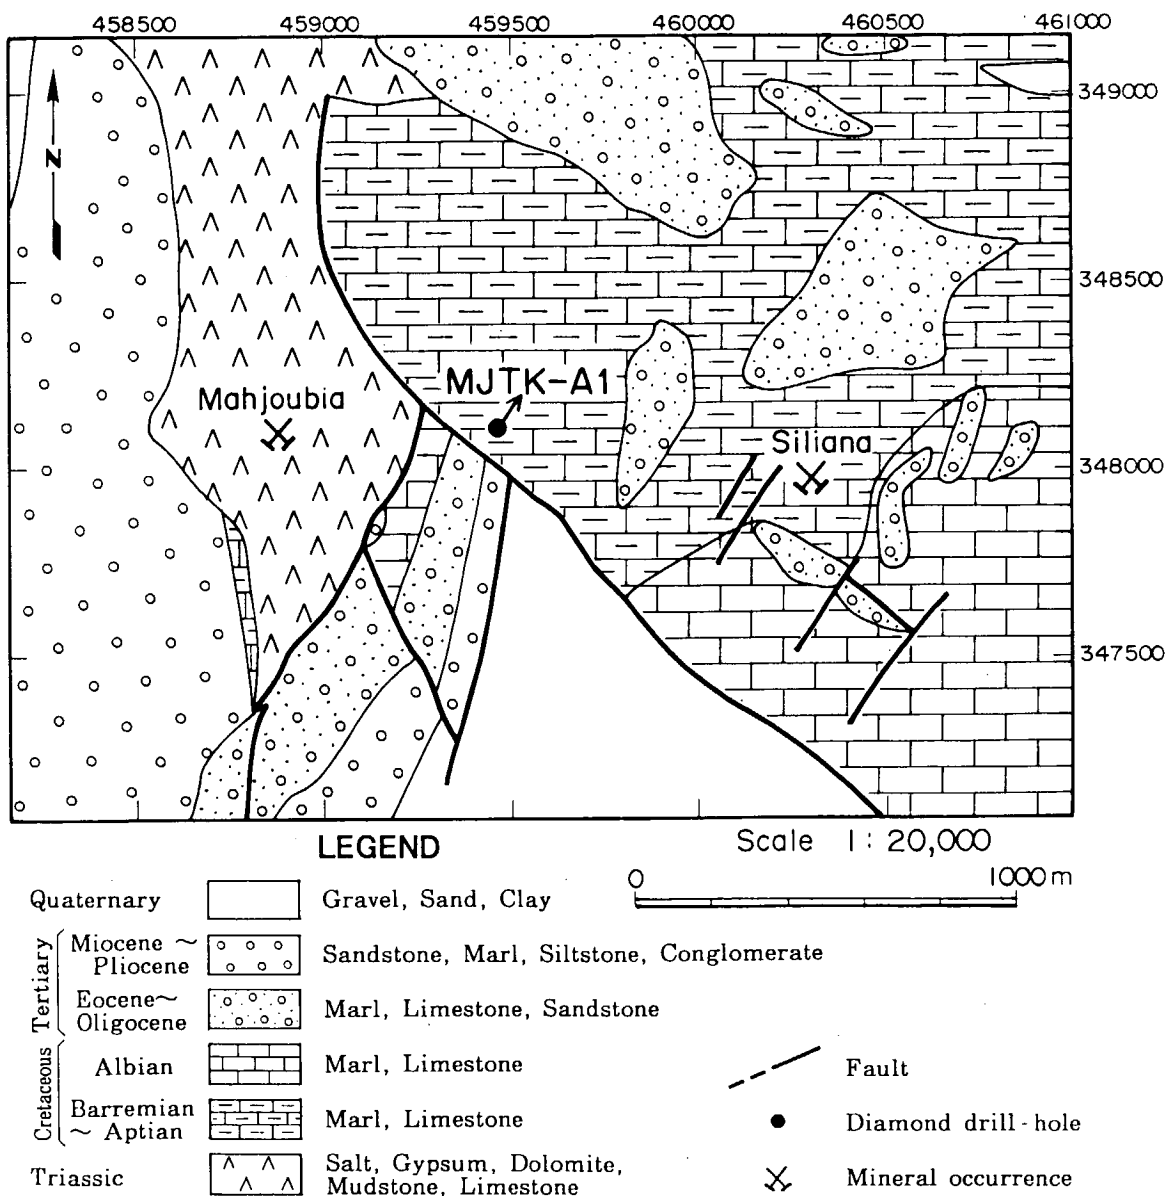 458500 459000 459500 460000 460500 461000
349000
N
348500
MJTK-A1
Mahjoubia
Siliana
348000
347500
LEGEND
Scale 1:20,000
0 1000m
Quaternary Gravel, Sand, Clay
Tertiary
Miocene ~ Pliocene Sandstone, Marl, Siltstone, Conglomerate
Eocene~ Oligocene Marl, Limestone, Sandstone
Cretaceous
Albian Marl, Limestone
Barremian ~ Aptian Marl, Limestone
Triassic Salt, Gypsum, Dolomite,
Mudstone, Limestone
Fault
Diamond drill-hole
Mineral occurrence